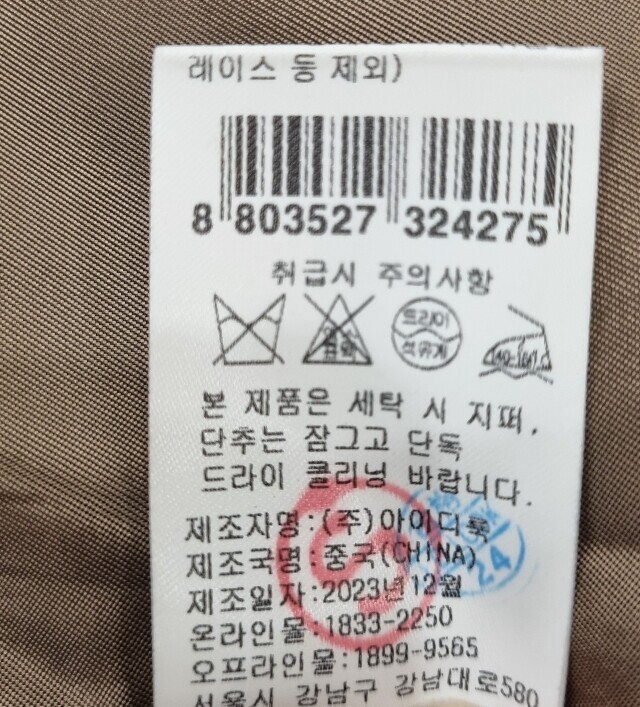 레이스 등 제외)
8 803527 324275
취급시 주의사항
드라이
석유계
본 제품은 세탁 시 지퍼,
단추는 잠그고 단독
드라이 클리닝 바랍니다.
제조자명:(주)아이디룩
제조국명:중국(CHINA)
제조일자:2023년12월
온라인몰:1833-2250
오프라인몰:1899-9565
서울시 강남구 강남대로580